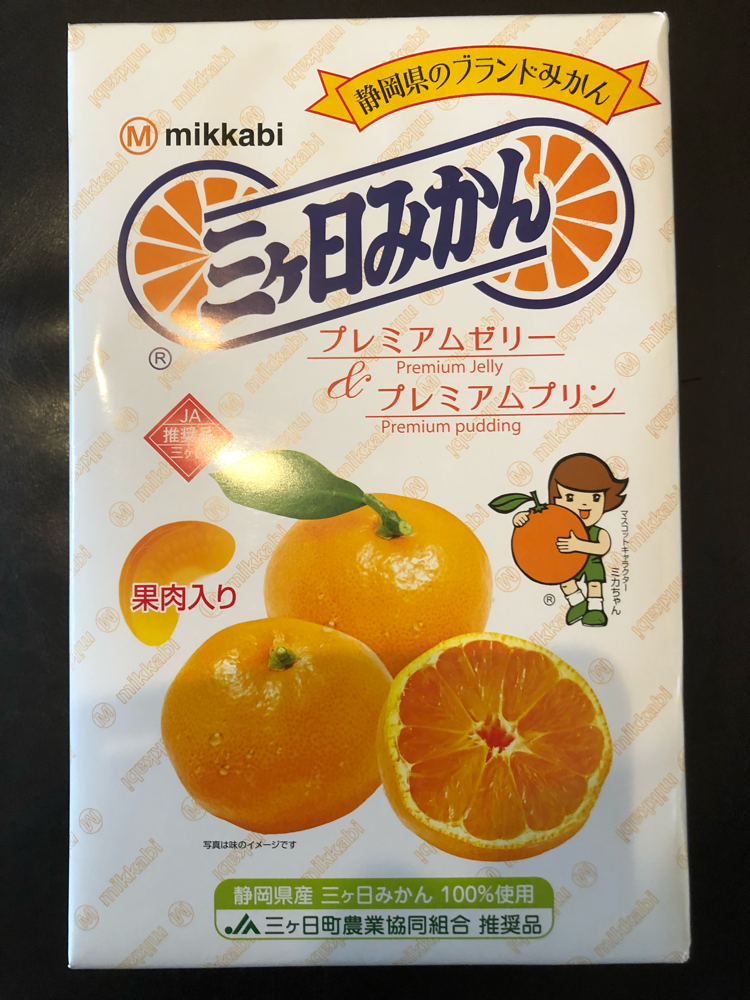 静岡県のブランドみかん
M mikkabi
三ヶ日みかん
®
プレミアムゼリー
Premium Jelly
&
プレミアムプリン
Premium pudding
JA
推奨品
三ヶ
果肉入り
マスコットキャラクター
ミカちゃん
®
写真は味のイメージです
静岡県産 三ヶ日みかん 100%使用
JA 三ヶ日町農業協同組合 推奨品